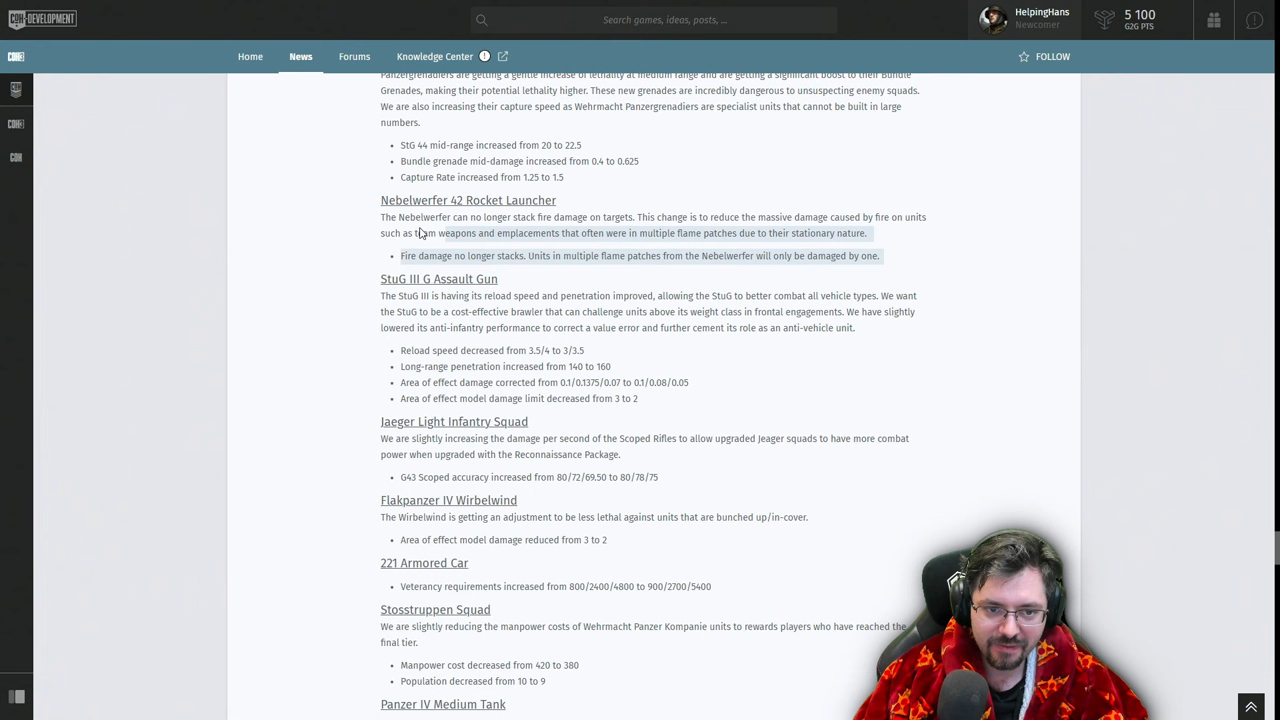 COH-DEVELOPMENT
Search games, ideas, posts, ...
HelpingHans
Newcomer
5 100
G2G PTS
Home
News
Forums
Knowledge Center
FOLLOW
Panzergrenadiers are getting a gentle increase of lethality at medium range and are getting a significant boost to their Bundle
Grenades, making their potential lethality higher. These new grenades are incredibly dangerous to unsuspecting enemy squads.
We are also increasing their capture speed as Wehrmacht Panzergrenadiers are specialist units that cannot be built in large
numbers.
• StG 44 mid-range increased from 20 to 22.5
• Bundle grenade mid-damage increased from 0.4 to 0.625
• Capture Rate increased from 1.25 to 1.5
Nebelwerfer 42 Rocket Launcher
The Nebelwerfer can no longer stack fire damage on targets. This change is to reduce the massive damage caused by fire on units
such as team weapons and emplacements that often were in multiple flame patches due to their stationary nature.
• Fire damage no longer stacks. Units in multiple flame patches from the Nebelwerfer will only be damaged by one.
StuG III G Assault Gun
The StuG III is having its reload speed and penetration improved, allowing the StuG to better combat all vehicle types. We want
the StuG to be a cost-effective brawler that can challenge units above its weight class in frontal engagements. We have slightly
lowered its anti-infantry performance to correct a value error and further cement its role as an anti-vehicle unit.
• Reload speed decreased from 3.5/4 to 3/3.5
• Long-range penetration increased from 140 to 160
• Area of effect damage corrected from 0.1/0.1375/0.07 to 0.1/0.08/0.05
• Area of effect model damage limit decreased from 3 to 2
Jaeger Light Infantry Squad
We are slightly increasing the damage per second of the Scoped Rifles to allow upgraded Jeager squads to have more combat
power when upgraded with the Reconnaissance Package.
• G43 Scoped accuracy increased from 80/72/69.50 to 80/78/75
Flakpanzer IV Wirbelwind
The Wirbelwind is getting an adjustment to be less lethal against units that are bunched up/in-cover.
• Area of effect model damage reduced from 3 to 2
221 Armored Car
• Veterancy requirements increased from 800/2400/4800 to 900/2700/5400
Stosstruppen Squad
We are slightly reducing the manpower costs of Wehrmacht Panzer Kompanie units to rewards players who have reached the
final tier.
• Manpower cost decreased from 420 to 380
• Population decreased from 10 to 9
Panzer IV Medium Tank